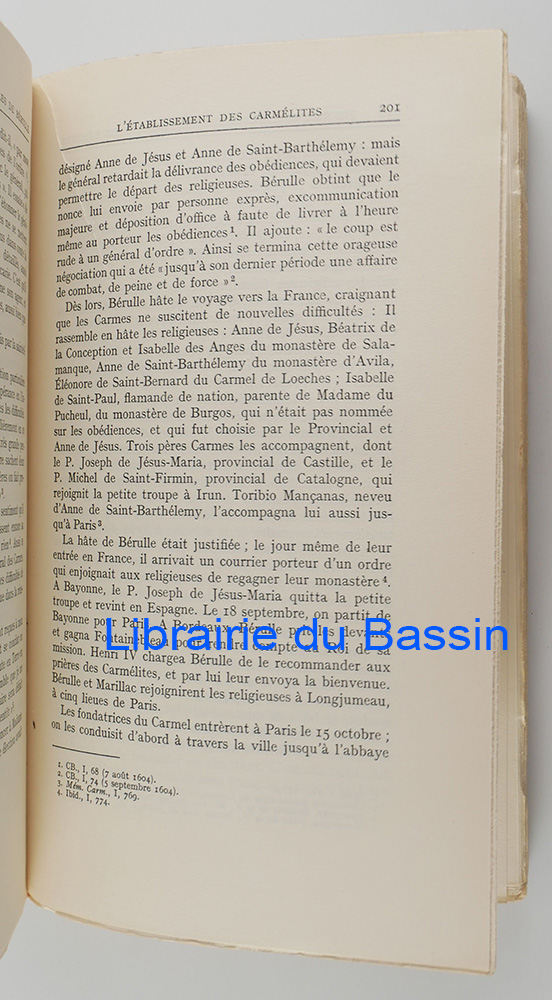 L'ÉTABLISSEMENT DES CARMÉLITES 201
désigné Anne de Jésus et Anne de Saint-Barthélemy : mais
le général retardait la délivrance des obédiences, qui devaient
permettre le départ des religieuses. Bérulle obtint que le
nonce lui envoie par personne exprès, excommunication
majeure et déposition d'office à faute de livrer à l'heure
même au porteur les obédiences¹. Il ajoute : « le coup est
rude à un général d'ordre ». Ainsi se termina cette orageuse
négociation qui a été « jusqu'à son dernier période une affaire
de combat, de peine et de force »².
Dès lors, Bérulle hâte le voyage vers la France, craignant
que les Carmes ne suscitent de nouvelles difficultés : Il
rassemble en hâte les religieuses : Anne de Jésus, Béatrix de
la Conception et Isabelle des Anges du monastère de Sala-
manque, Anne de Saint-Barthélemy du monastère d'Avila,
Éléonore de Saint-Bernard du Carmel de Loeches ; Isabelle
de Saint-Paul, flamande de nation, parente de Madame du
Pucheul, du monastère de Burgos, qui n'était pas nommée
sur les obédiences, et qui fut choisie par le Provincial et
Anne de Jésus. Trois pères Carmes les accompagnent, dont
le P. Joseph de Jésus-Maria, provincial de Castille, et le
P. Michel de Saint-Firmin, provincial de Catalogne, qui
rejoignit la petite troupe à Irun. Toribio Mançanas, neveu
d'Anne de Saint-Barthélemy, l'accompagna lui aussi jus-
qu'à Paris³.
La hâte de Bérulle était justifiée ; le jour même de leur
entrée en France, il arrivait un courrier porteur d'un ordre
qui enjoignait aux religieuses de regagner leur monastère⁴.
A Bayonne, le P. Joseph de Jésus-Maria quitta la petite
troupe et revint en Espagne. Le 18 septembre, on partit de
Bayonne pour Paris. A Bordeaux, Bérulle prit les devants
et gagna Fontainebleau pour rendre compte au Roi de sa
mission. Henri IV chargea Bérulle de le recommander aux
prières des Carmélites, et par lui leur envoya la bienvenue.
Bérulle et Marillac rejoignirent les religieuses à Longjumeau,
à cinq lieues de Paris.
Les fondatrices du Carmel entrèrent à Paris le 15 octobre ;
on les conduisit d'abord à travers la ville jusqu'à l'abbaye
1. CB., I, 68 (7 août 1604).
2. CB., I, 74 (5 septembre 1604).
3. Mém. Carm., I, 769.
4. Ibid., I, 774.
Librairie du Bassin